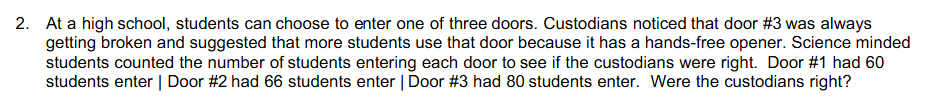 2. At a high school, students can choose to enter one of three doors. Custodians noticed that door #3 was always
getting broken and suggested that more students use that door because it has a hands-free opener. Science minded
students counted the number of students entering each door to see if the custodians were right. Door #1 had 60
students enter | Door #2 had 66 students enter | Door #3 had 80 students enter. Were the custodians right?